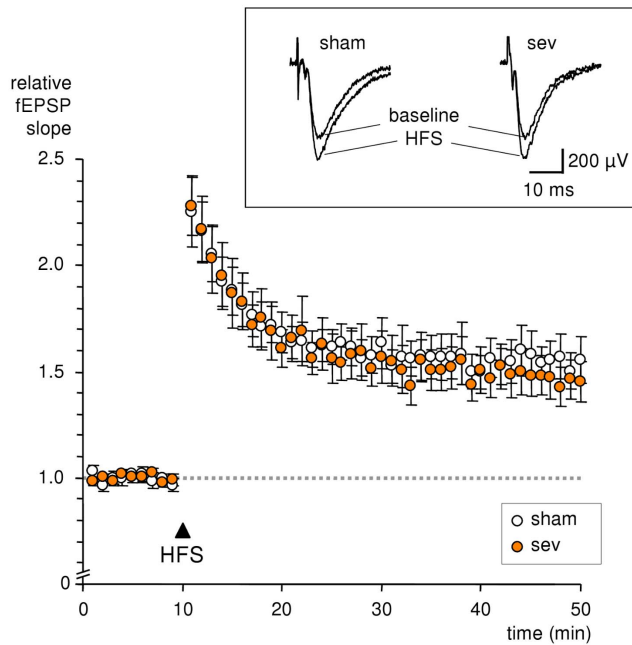 sham
sev
baseline
HFS
200 µV
10 ms
relative
fEPSP
slope
2.5
2.0
1.5
1.0
0
HFS
sham
sev
0
10
20
30
40
50
time (min)